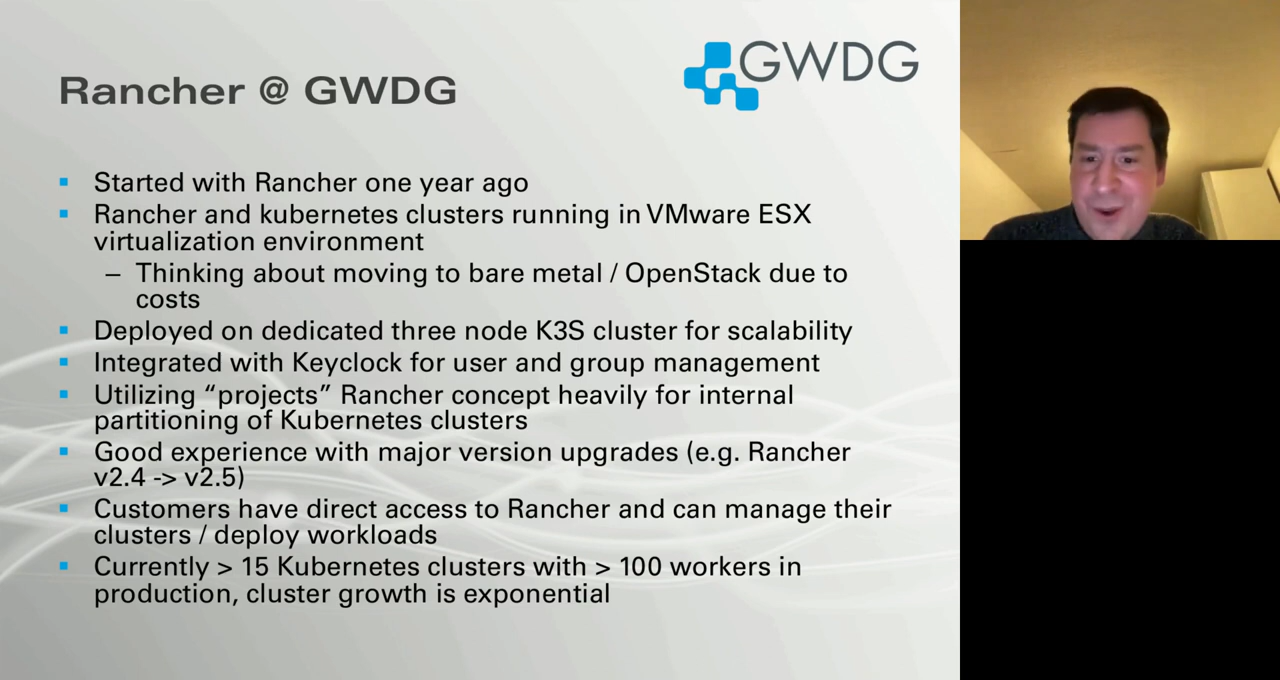 GWDG
Rancher @ GWDG
Started with Rancher one year ago
Rancher and kubernetes clusters running in VMware ESX
virtualization environment
– Thinking about moving to bare metal / OpenStack due to
costs
Deployed on dedicated three node K3S cluster for scalability
Integrated with Keyclock for user and group management
Utilizing “projects” Rancher concept heavily for internal
partitioning of Kubernetes clusters
Good experience with major version upgrades (e.g. Rancher
v2.4 -> v2.5)
Customers have direct access to Rancher and can manage their
clusters / deploy workloads
Currently > 15 Kubernetes clusters with > 100 workers in
production, cluster growth is exponential